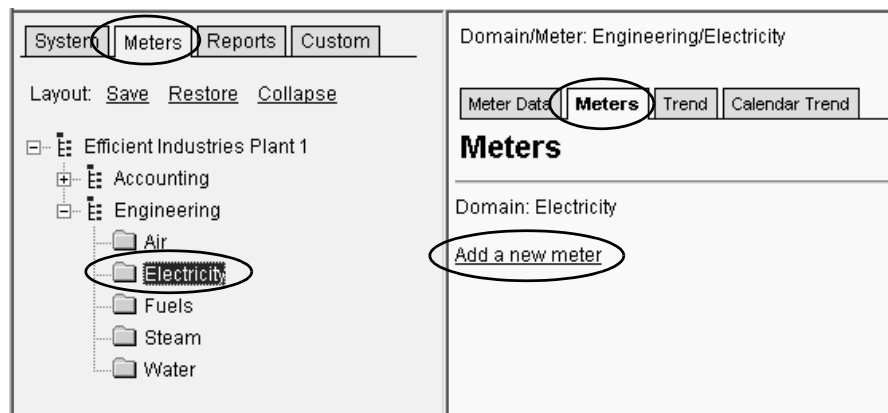 System Meters Reports Custom
Layout: Save Restore Collapse
Efficient Industries Plant 1
Accounting
Engineering
Air
Electricity
Fuels
Steam
Water
Domain/Meter: Engineering/Electricity
Meter Data Meters Trend Calendar Trend
Meters
Domain: Electricity
Add a new meter